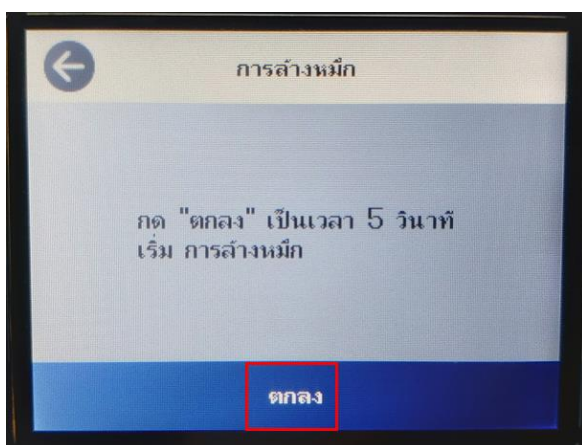 การล้างหมึก
กด "ตกลง" เป็นเวลา 5 วินาที
เริ่ม การล้างหมึก
ตกลง